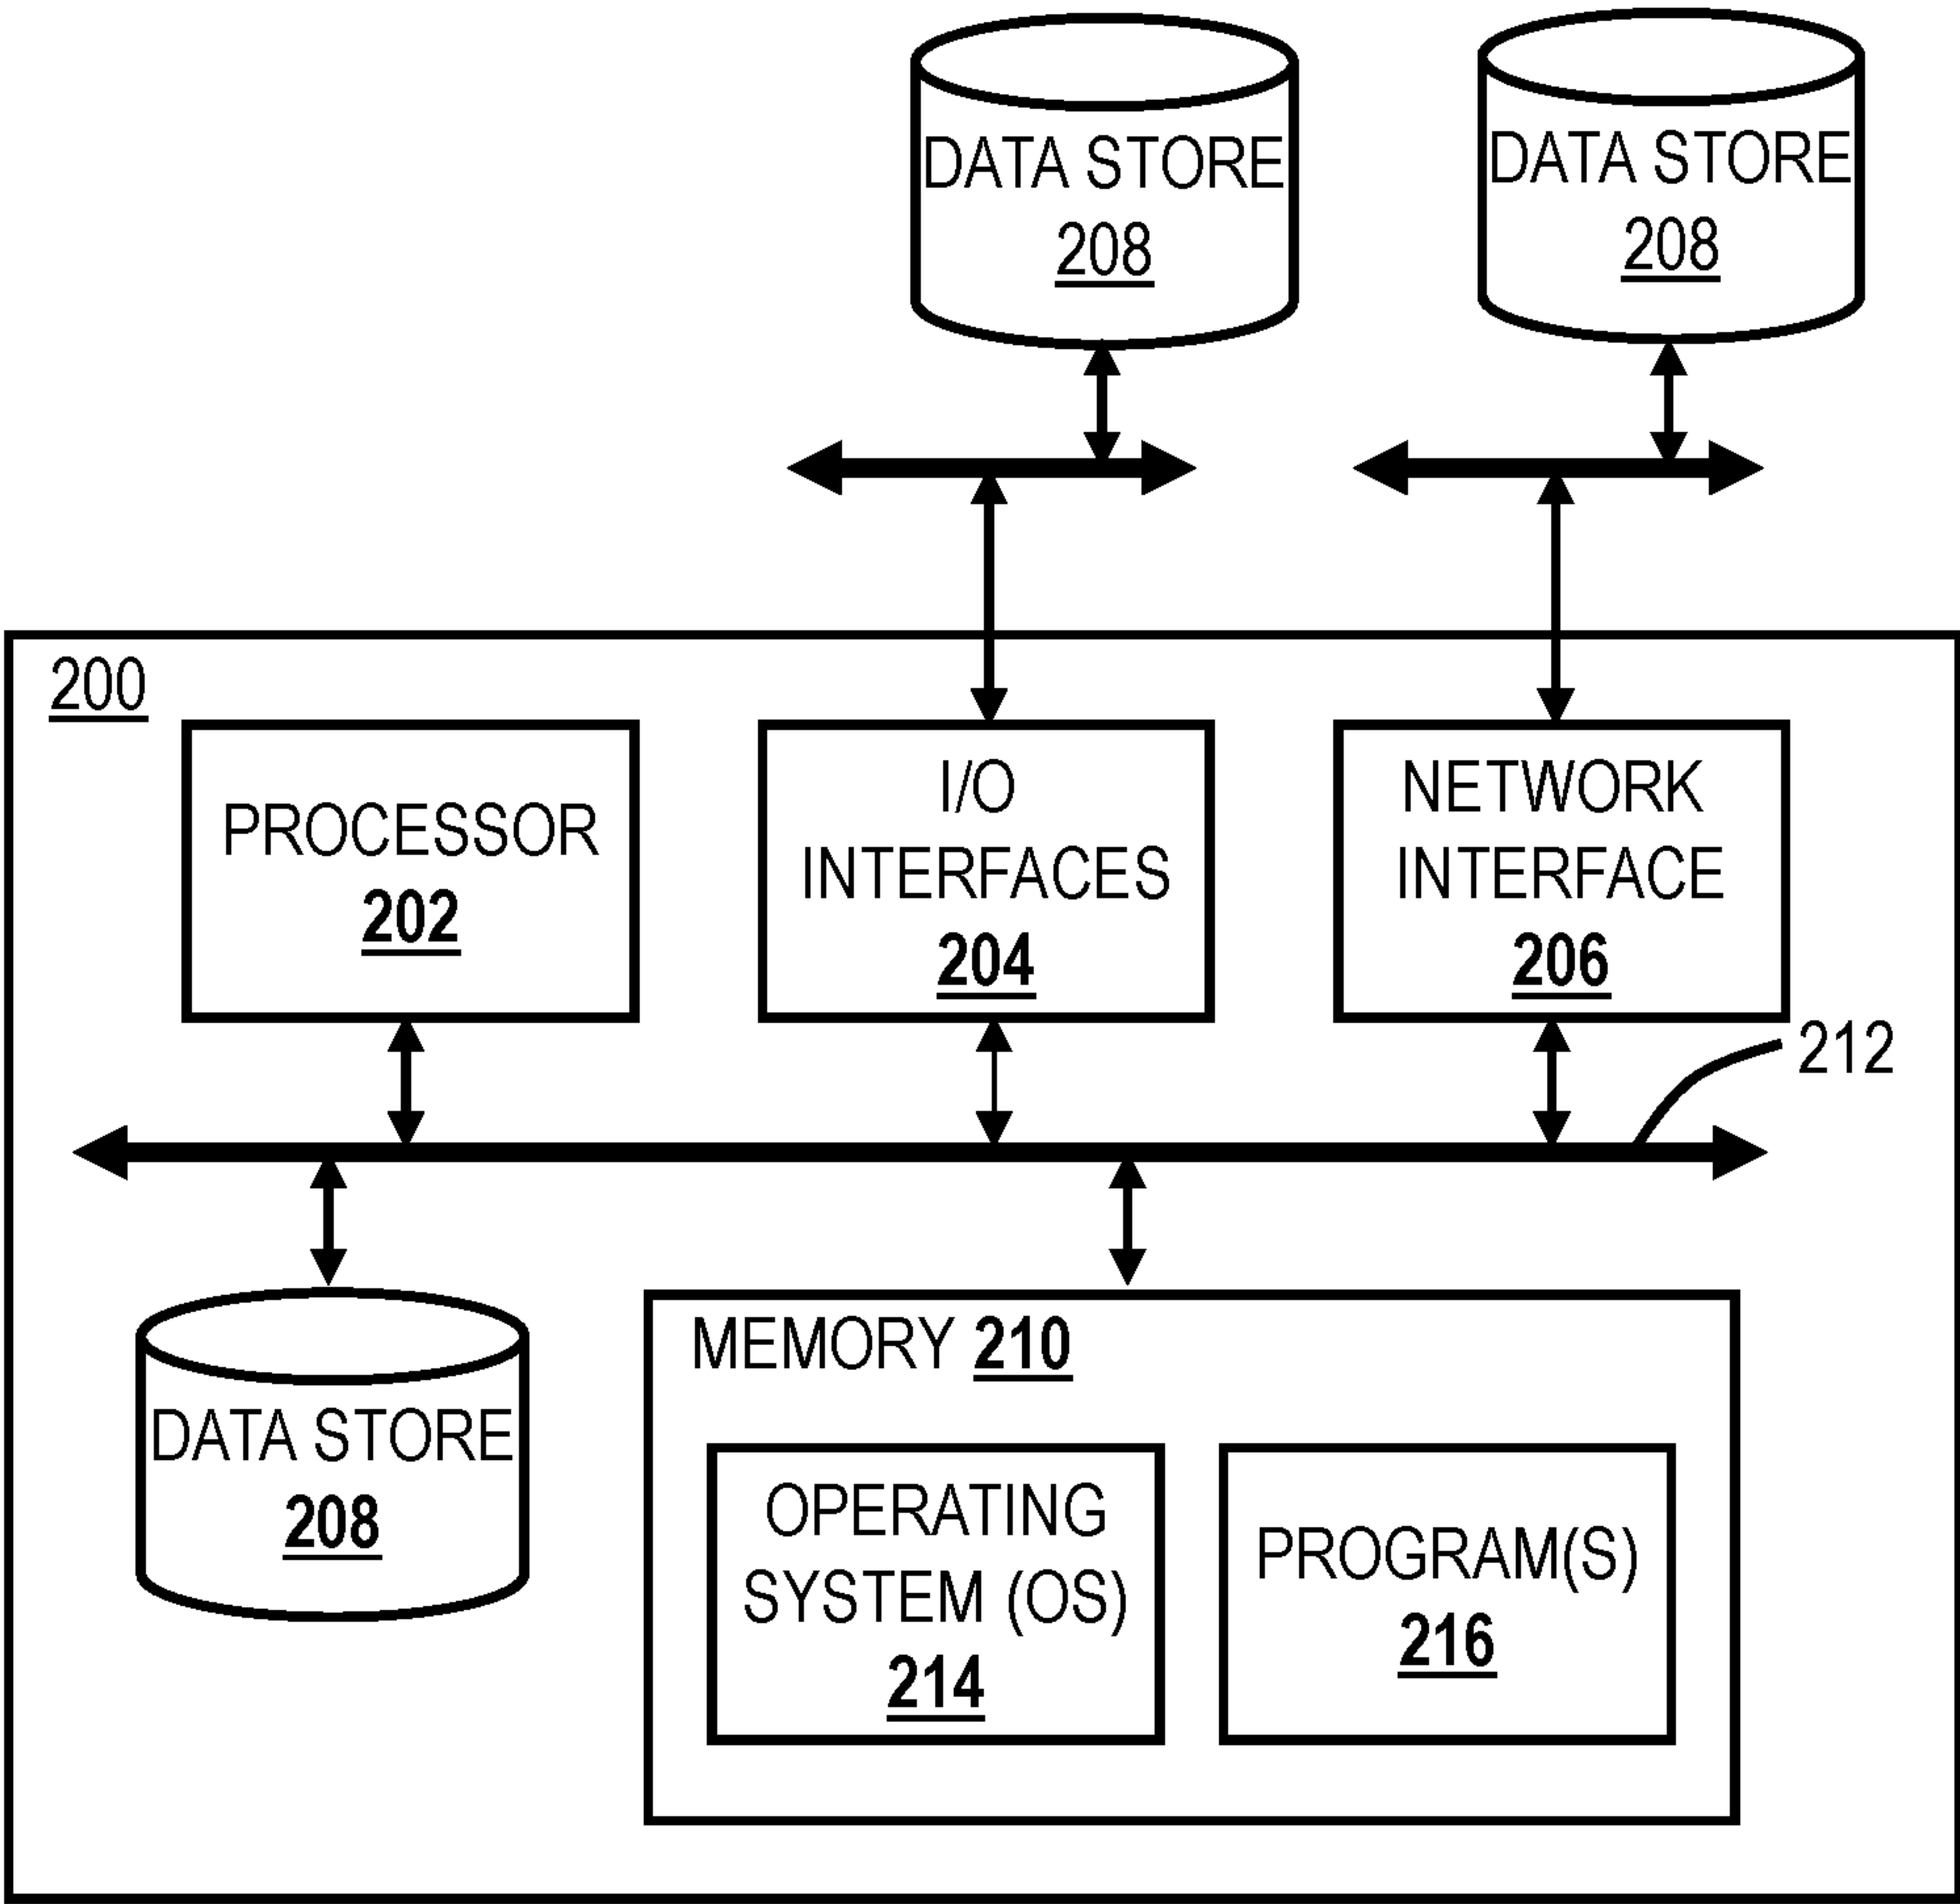 DATA STORE
208
DATA STORE
208
200
PROCESSOR
202
I/O
INTERFACES
204
NETWORK
INTERFACE
206
212
DATA STORE
208
MEMORY 210
OPERATING
SYSTEM (OS)
214
PROGRAM(S)
216